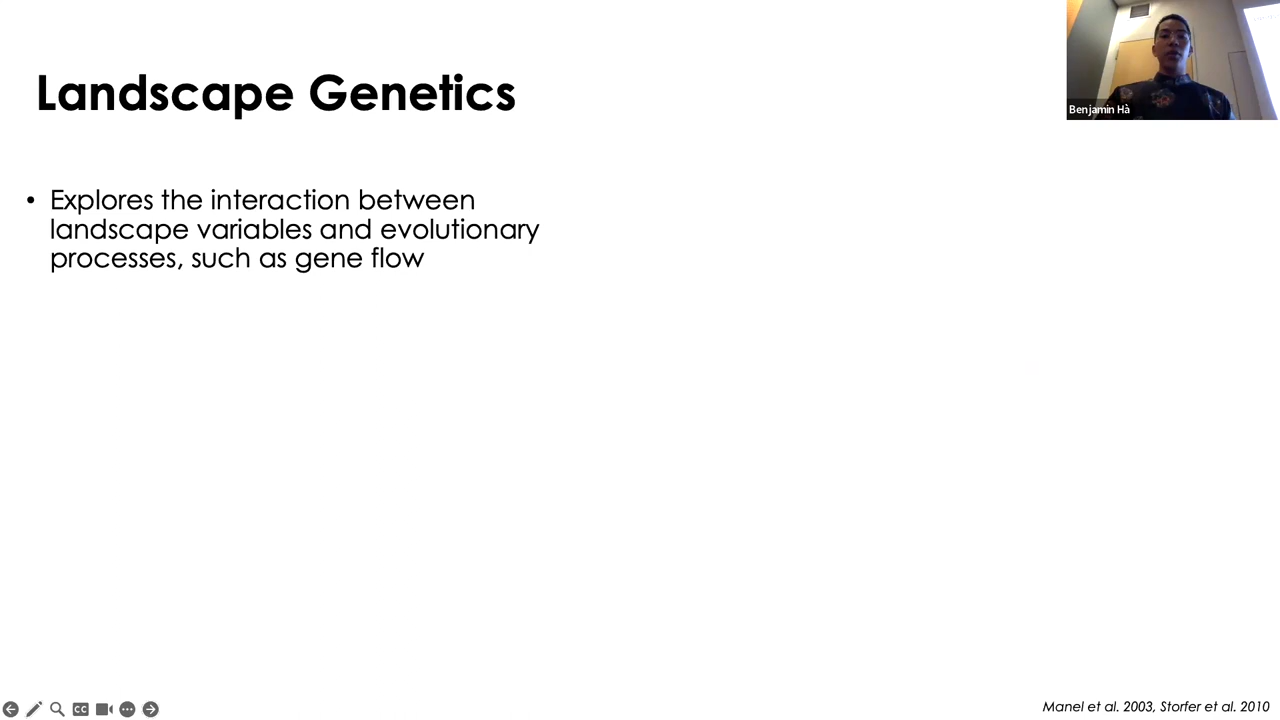 Landscape Genetics
Benjamin Hà
• Explores the interaction between
landscape variables and evolutionary
processes, such as gene flow
CC
Manel et al. 2003, Storfer et al. 2010